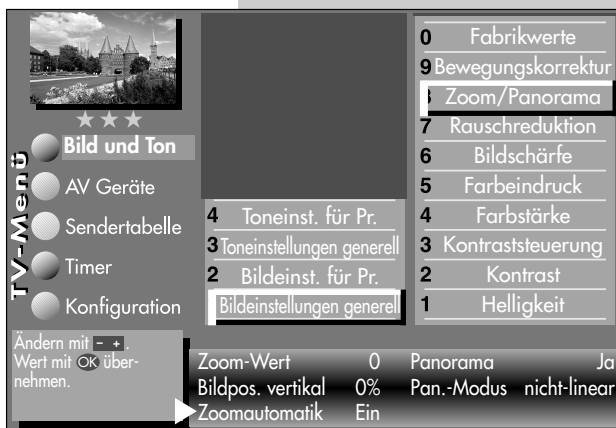 TV-Menü
Bild und Ton
AV Geräte
Sendertabelle
Timer
Konfiguration
4 Toneinst. für Pr.
3 Toneinstellungen generell
2 Bildeinst. für Pr.
Bildeinstellungen generell
0 Fabrikwerte
9 Bewegungskorrektur
Zoom/Panorama
7 Rauschreduktion
6 Bildschärfe
5 Farbeindruck
4 Farbstärke
3 Kontraststeuerung
2 Kontrast
1 Helligkeit
Ändern mit - + .
Wert mit OK über-
nehmen.
Zoom-Wert 0 Panorama Ja
Bildpos. vertikal 0% Pan.-Modus nicht-linear
Zoomautomatik Ein